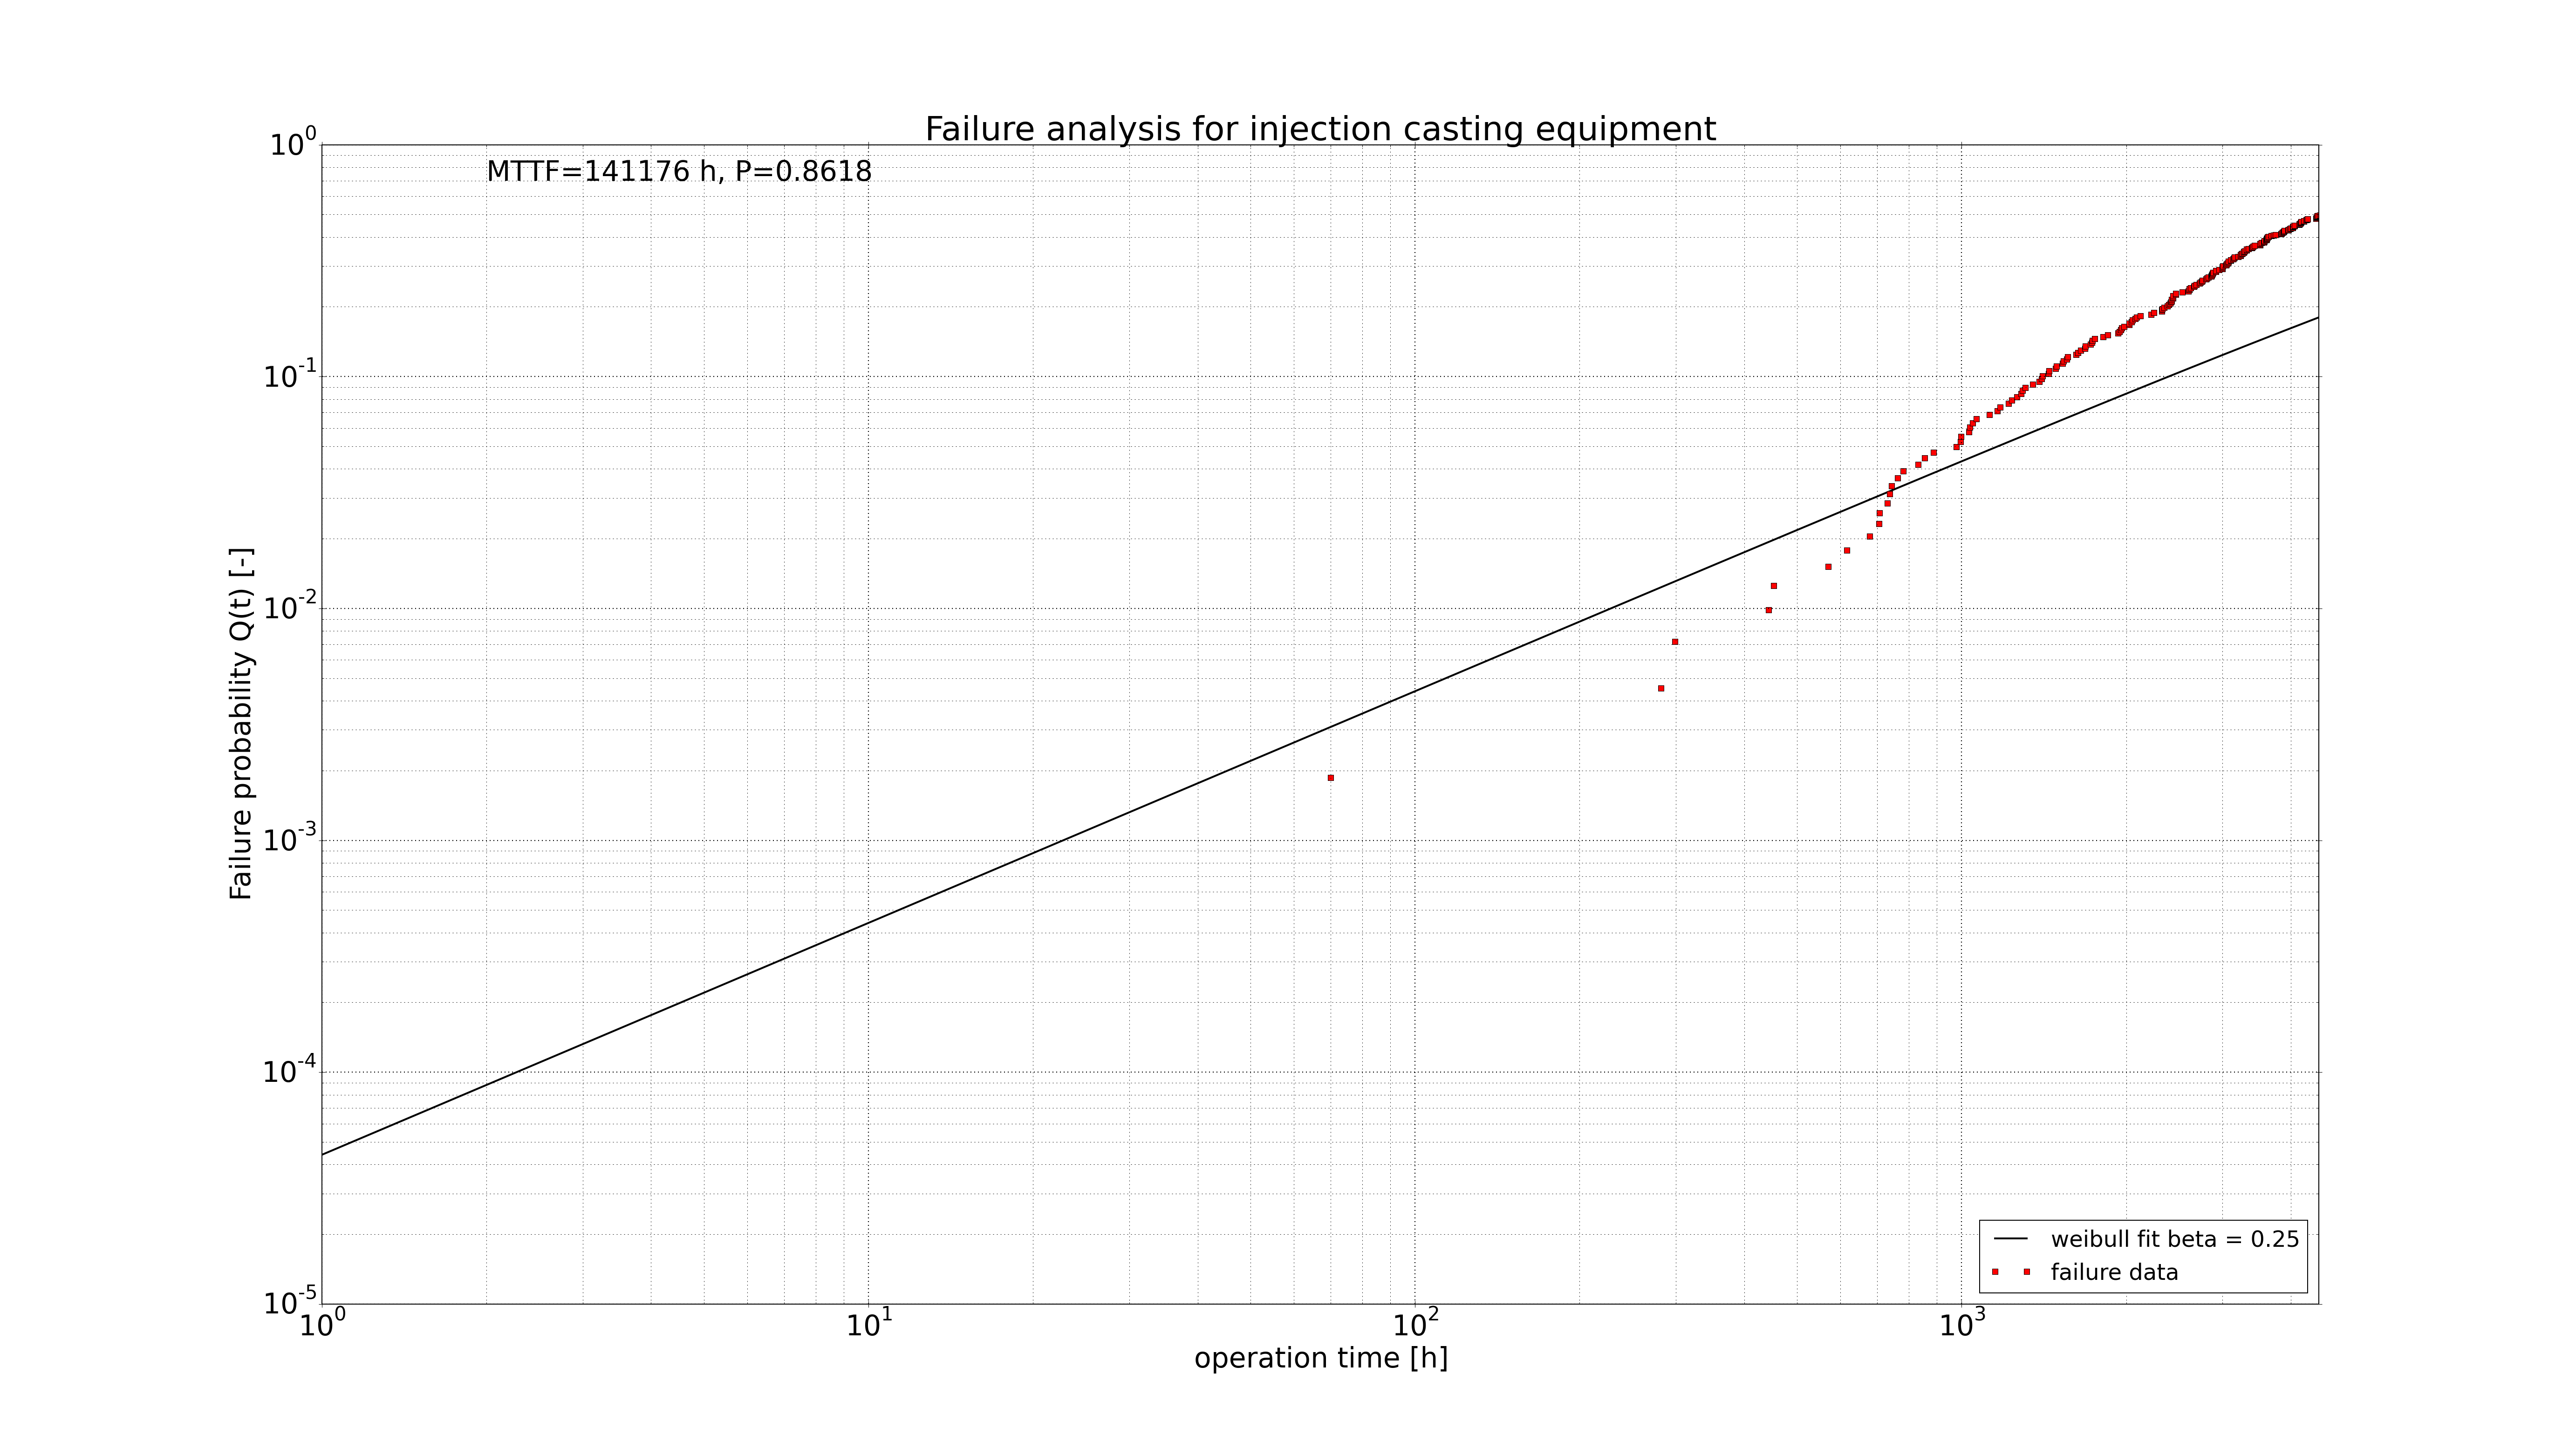 Failure analysis for injection casting equipment
MTTF=141176 h, P=0.8618
Failure probability Q(t) [-]
10^0
10^-1
10^-2
10^-3
10^-4
10^-5
10^0 10^1 10^2 10^3
operation time [h]
weibull fit beta = 0.25
failure data